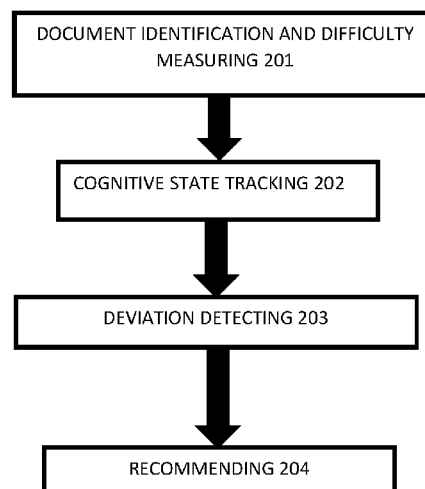 DOCUMENT IDENTIFICATION AND DIFFICULTY
MEASURING 201
COGNITIVE STATE TRACKING 202
DEVIATION DETECTING 203
RECOMMENDING 204